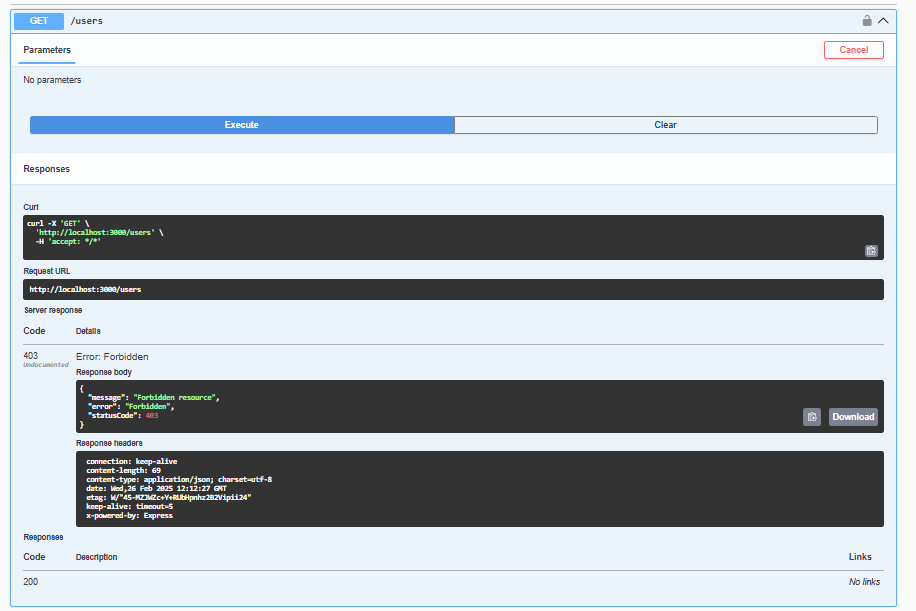 GET /users
Parameters
Cancel
No parameters
Execute
Clear
Responses
Curl
curl -X 'GET' \
'http://localhost:3000/users' \
-H 'accept: */*'
Request URL
http://localhost:3000/users
Server response
Code Details
403 Error: Forbidden
Undocumented
Response body
{
"message": "Forbidden resource",
"error": "Forbidden",
"statusCode": 403
}
Download
Response headers
connection: keep-alive
content-length: 69
content-type: application/json; charset=utf-8
date: Wed,26 Feb 2025 12:12:27 GMT
etag: W/"45-MZJWZc+Y+RUbHpnhz2B2Vipii24"
keep-alive: timeout=5
x-powered-by: Express
Responses
Code Description Links
200 No links